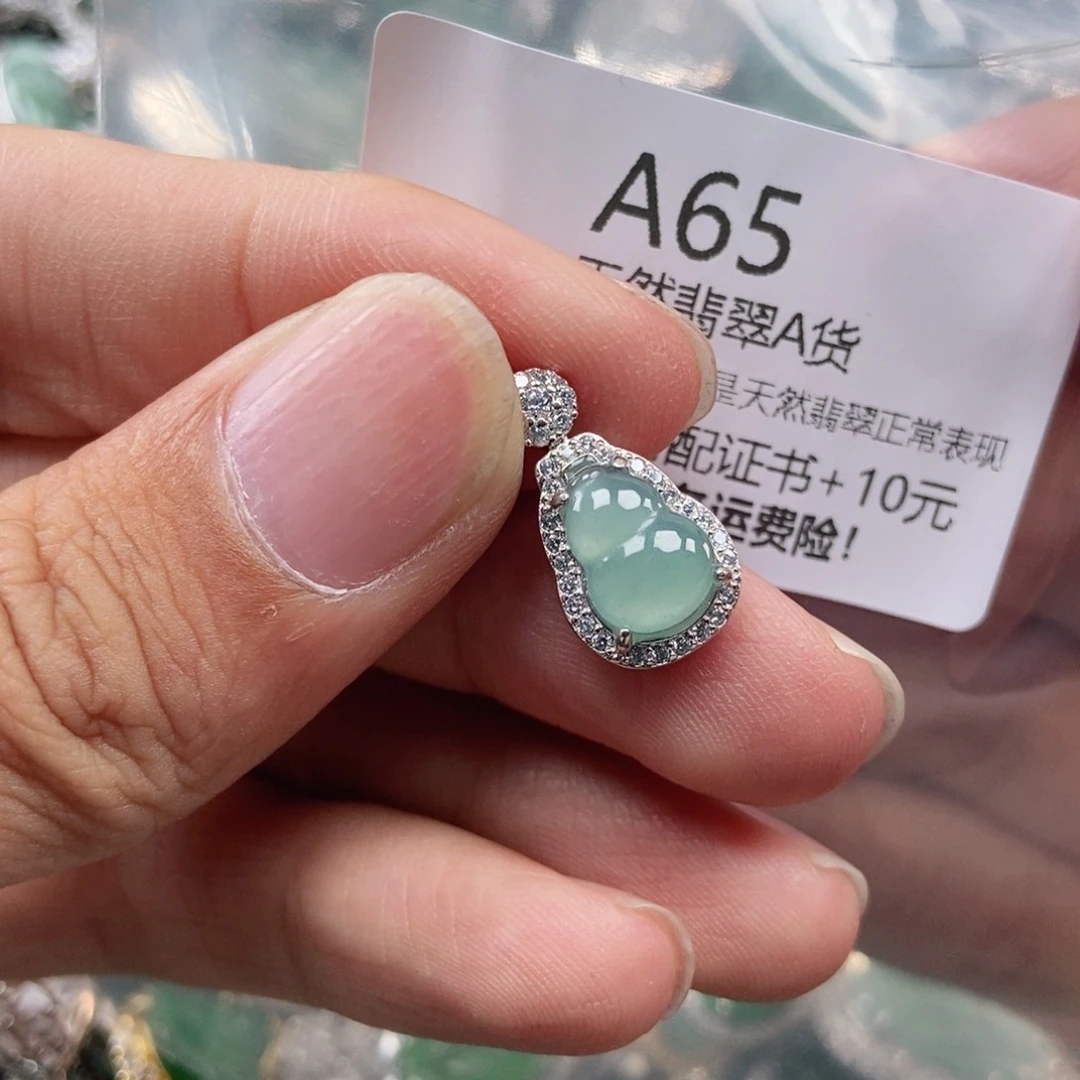 A65
天然翡翠A货
是天然翡翠正常表现
配证书+10元
运费险！